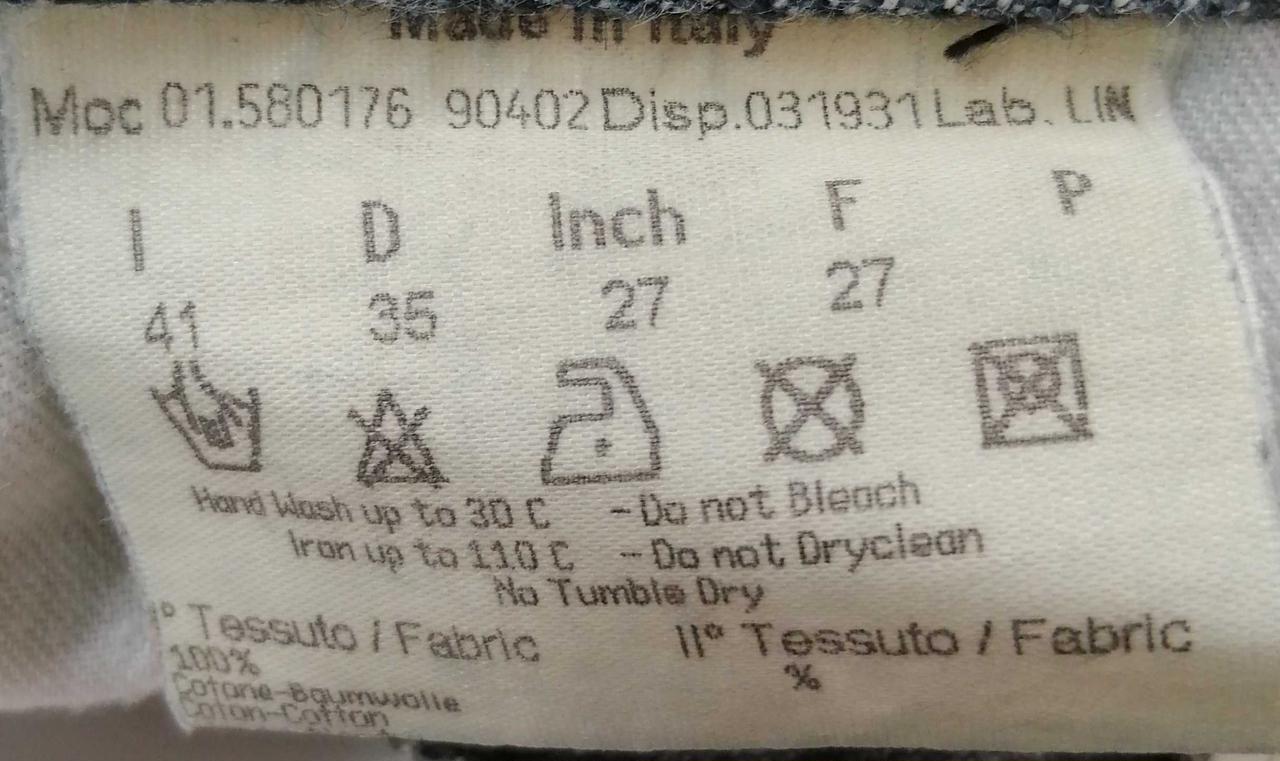 Made in Italy
Moc 01.580176 90402 Disp.031931 Lab. LIN
I D Inch F P
41 35 27 27
Hand Wash up to 30 C - Do not Bleach
Iron up to 110 C - Do not Dryclean
No Tumble Dry
I° Tessuto / Fabric II° Tessuto / Fabric
100% %
Cotone-Baumwolle
Coton-Cotton